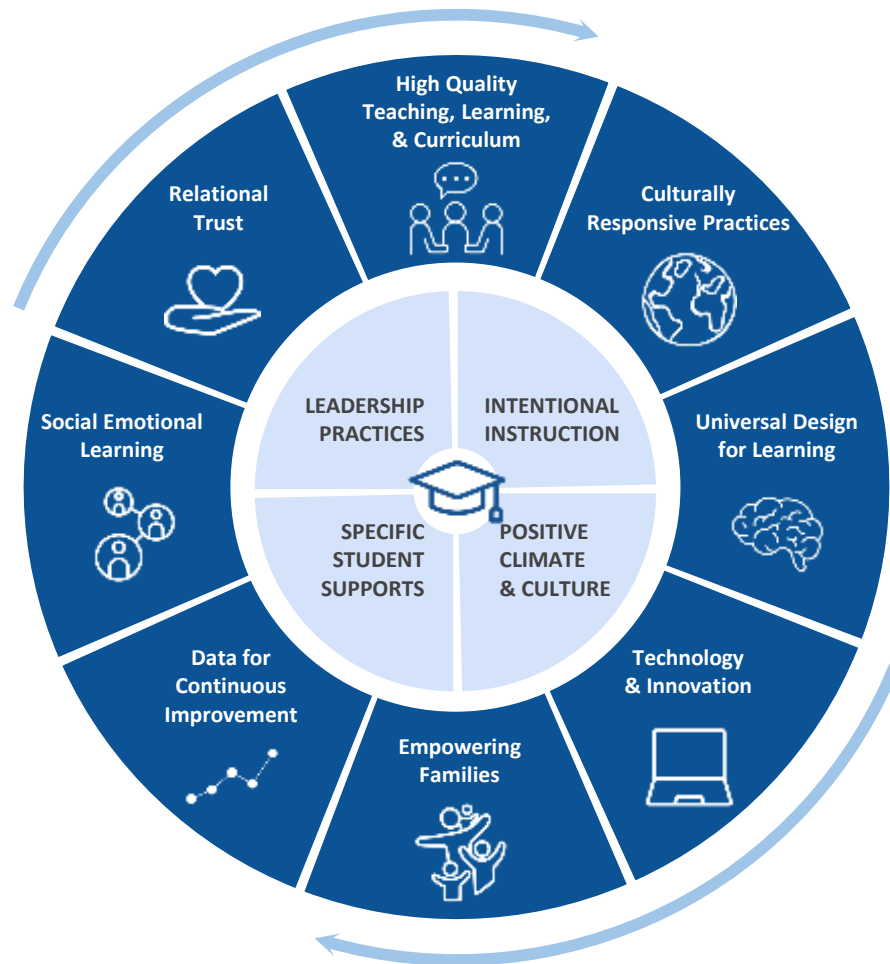 High Quality
Teaching, Learning,
& Curriculum
Culturally
Responsive Practices
Universal Design
for Learning
Technology
& Innovation
Empowering
Families
Data for
Continuous
Improvement
Social Emotional
Learning
Relational
Trust
LEADERSHIP
PRACTICES
INTENTIONAL
INSTRUCTION
SPECIFIC
STUDENT
SUPPORTS
POSITIVE
CLIMATE
& CULTURE